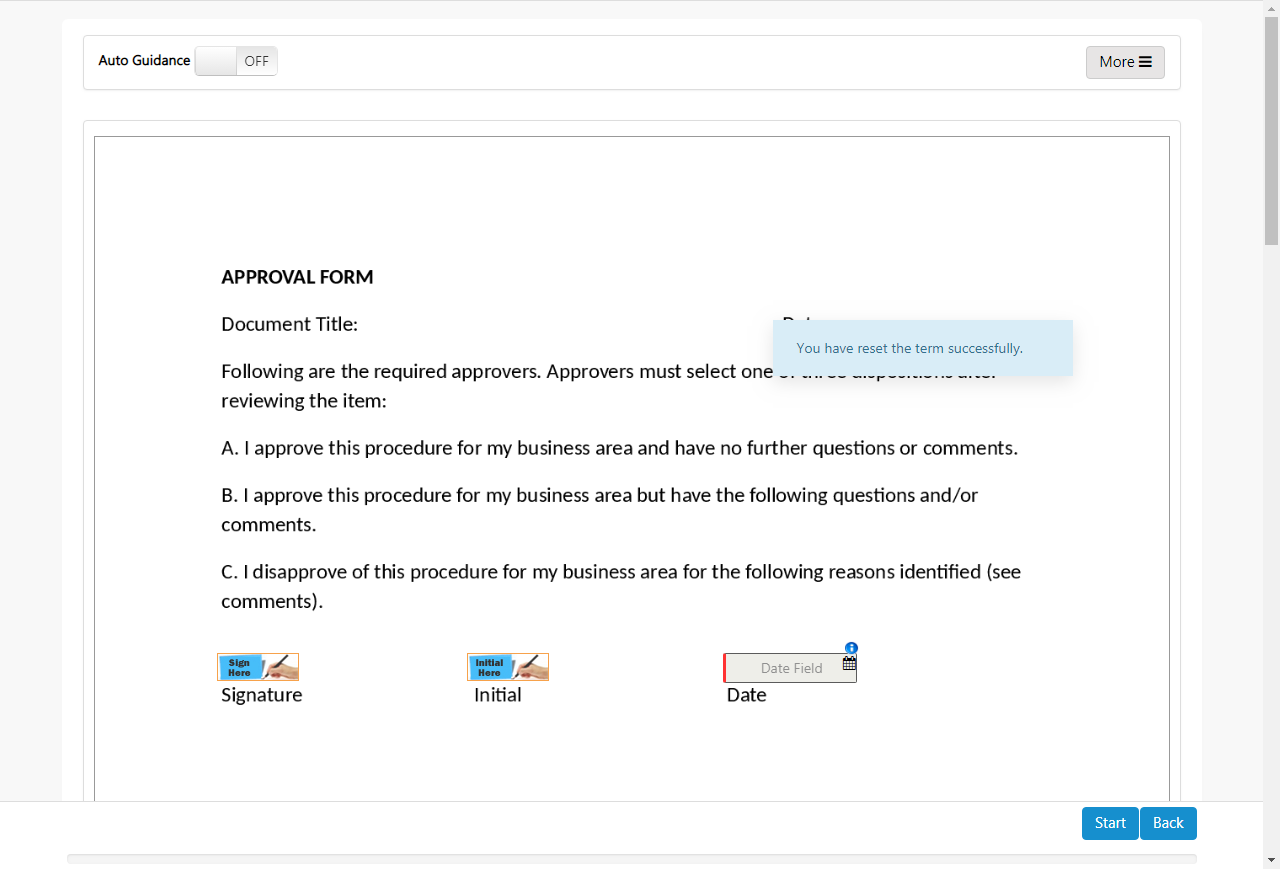 Auto Guidance OFF More
APPROVAL FORM
Document Title:
You have reset the term successfully.
Following are the required approvers. Approvers must select one
reviewing the item:
A. I approve this procedure for my business area and have no further questions or comments.
B. I approve this procedure for my business area but have the following questions and/or
comments.
C. I disapprove of this procedure for my business area for the following reasons identified (see
comments).
Sign
Here
Initial
Here
Date Field
Signature Initial Date
Start Back